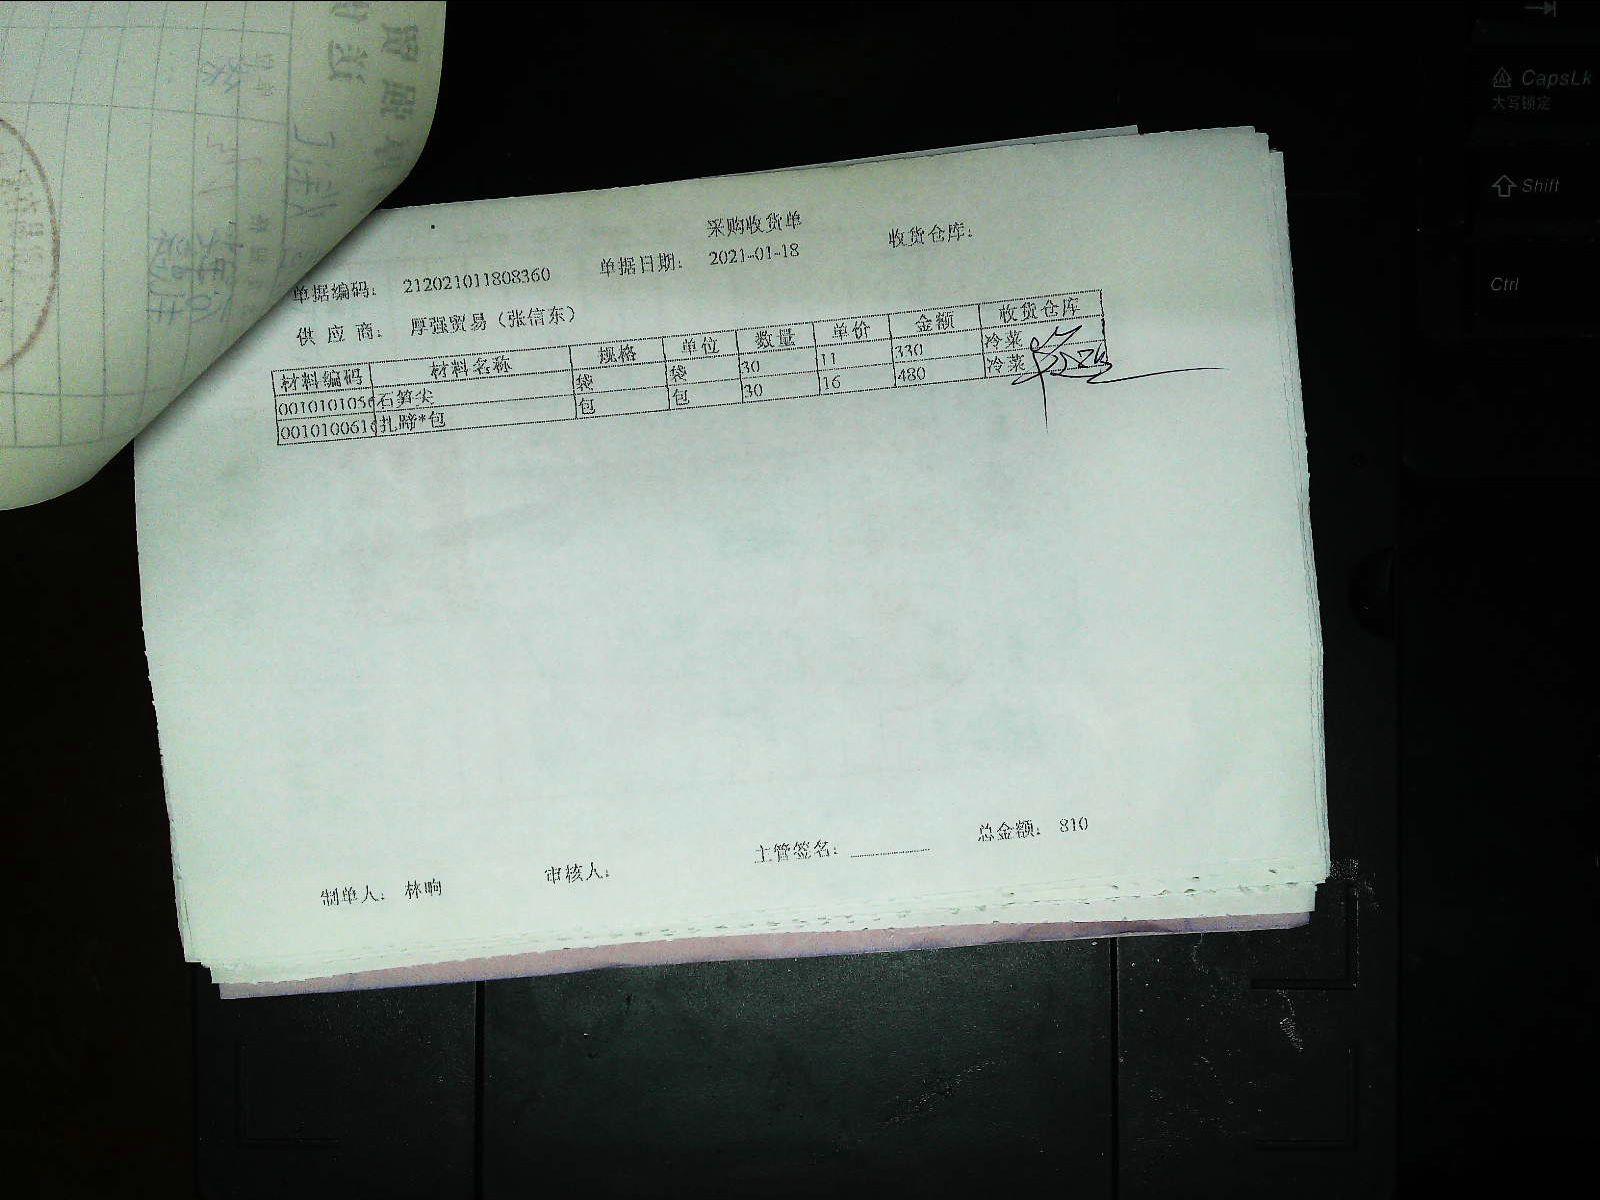 采购收货单
单据编码： 212021011808360 单据日期： 2021-01-18 收货仓库：
供 应 商： 厚强贸易（张信东）
材料编码 材料名称 规格 单位 数量 单价 金额 收货仓库
0010101056 石笋尖 袋 袋 30 11 330 冷菜
0010100616 扎蹄*包 包 包 30 16 480 冷菜
制单人： 林晌 审核人： 主管签名： 总金额： 810
CapsLk
大写锁定
Shift
Ctrl